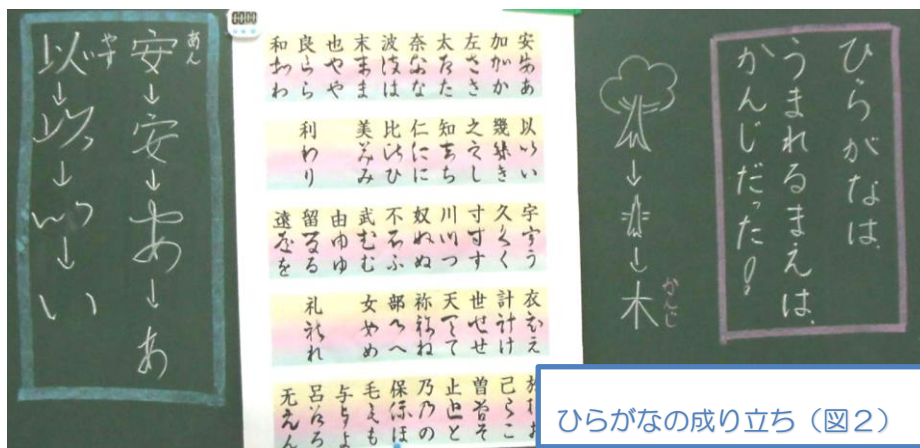 ひらがなは、
うまれるまえは、
かんじだった!
→→木
かんじ
安ああ
加かか
左ささ
太たた
奈なな
波はは
末まま
也やや
良らら
和わわ
以いい
幾きき
之しし
知ちち
仁にに
比ひひ
美みみ
利りり
宇うう
久くく
寸すす
川つつ
奴ぬぬ
不ふふ
武むむ
由ゆゆ
留るる
遠をを
衣ええ
計けけ
世せせ
天てて
祢ねね
部へへ
女めめ
礼れれ
己ここ
曽そそ
止とと
乃のの
保ほほ
毛もも
与よよ
呂ろろ
无んん
あん
安→安→あ→あ
やす
以→以→い→い
ひらがなの成り立ち(図2)